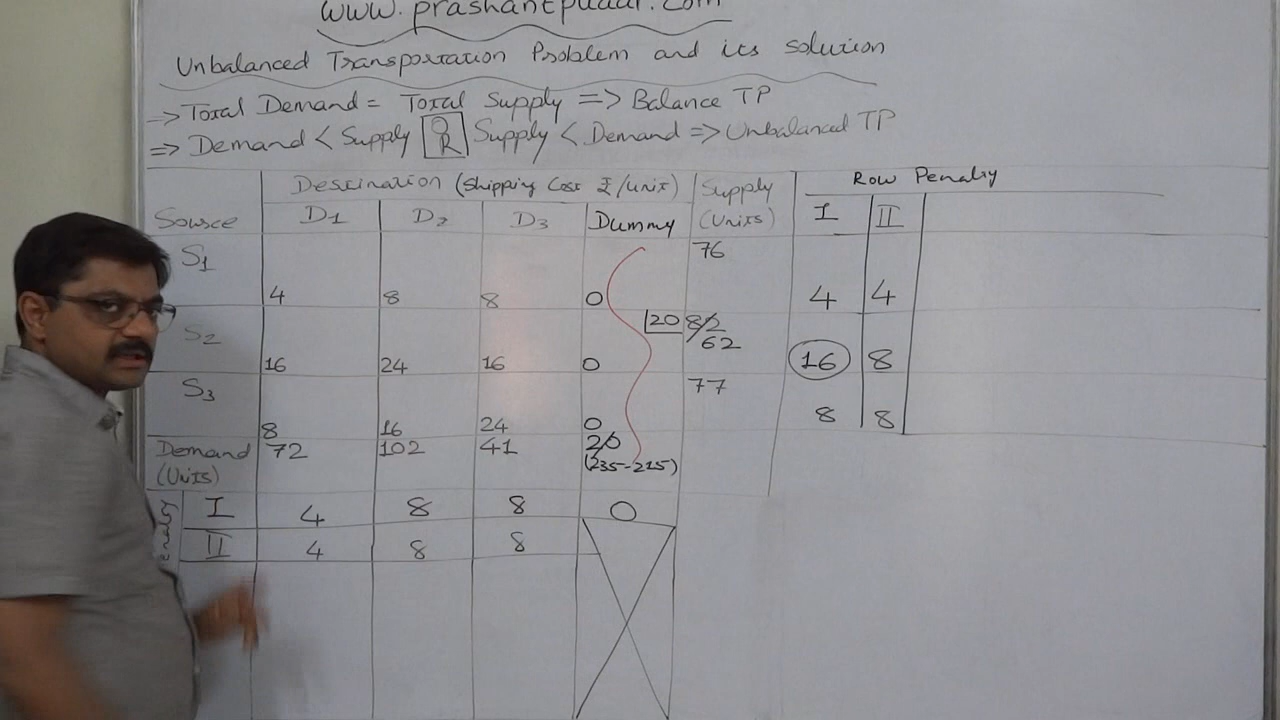 www.prashantpuaar.com
Unbalanced Transportation Problem and its solution
→ Total Demand = Total Supply => Balance TP
=> Demand < Supply OR Supply < Demand => Unbalanced TP
Destination (Shipping Cost ₹/Unit) Supply (Units) Row Penalty
Source D1 D2 D3 Dummy I II
S1 76
4 8 8 0 4 4
S2 20 82
62
16 24 16 0 16 8
S3 77
8 16 24 0 8 8
Demand (Units) 72 102 41 20
(235-215)
I 4 8 8 0
II 4 8 8